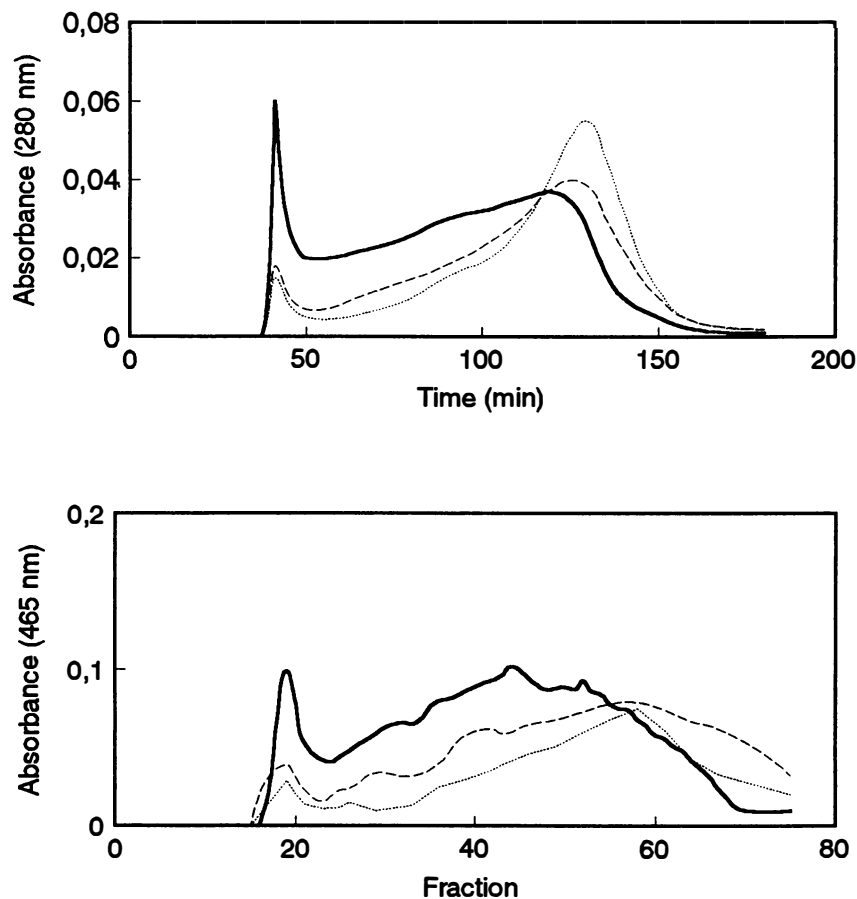 Absorbance (280 nm)
0,08
0,06
0,04
0,02
0
0 50 100 150 200
Time (min)
Absorbance (465 nm)
0,2
0,1
0
0 20 40 60 80
Fraction